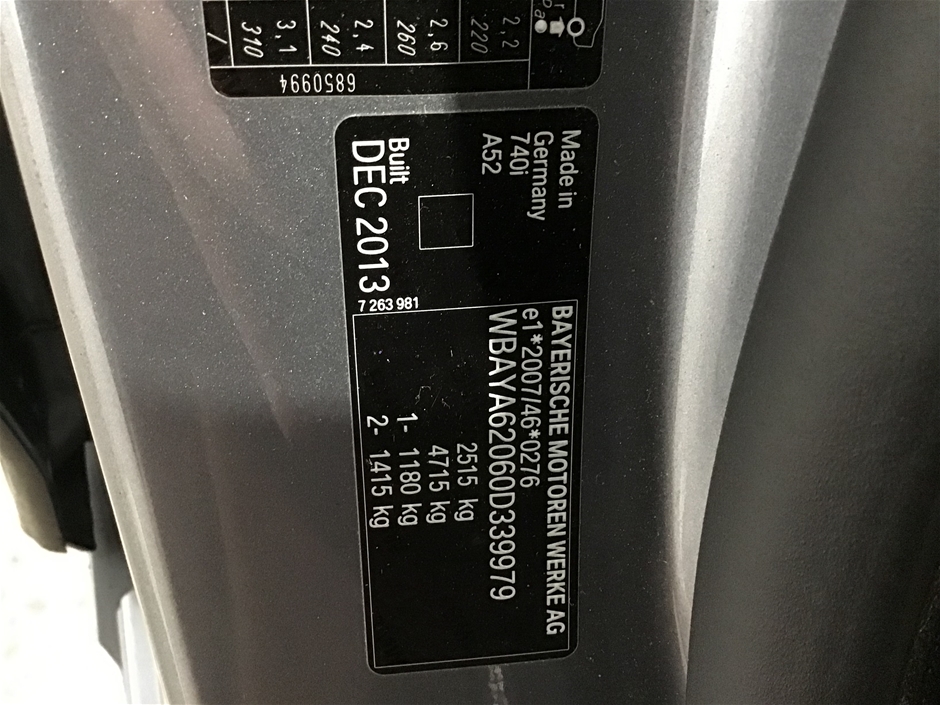 2,2 2,6 2,4 3,1
220 260 240 310 /
6850994
Made in
Germany
740i
A52
Built
DEC 2013
7 263 981
BAYERISCHE MOTOREN WERKE AG
e1*2007/46*0276
WBAYA62060D339979
2515 kg
4715 kg
1- 1180 kg
2- 1415 kg